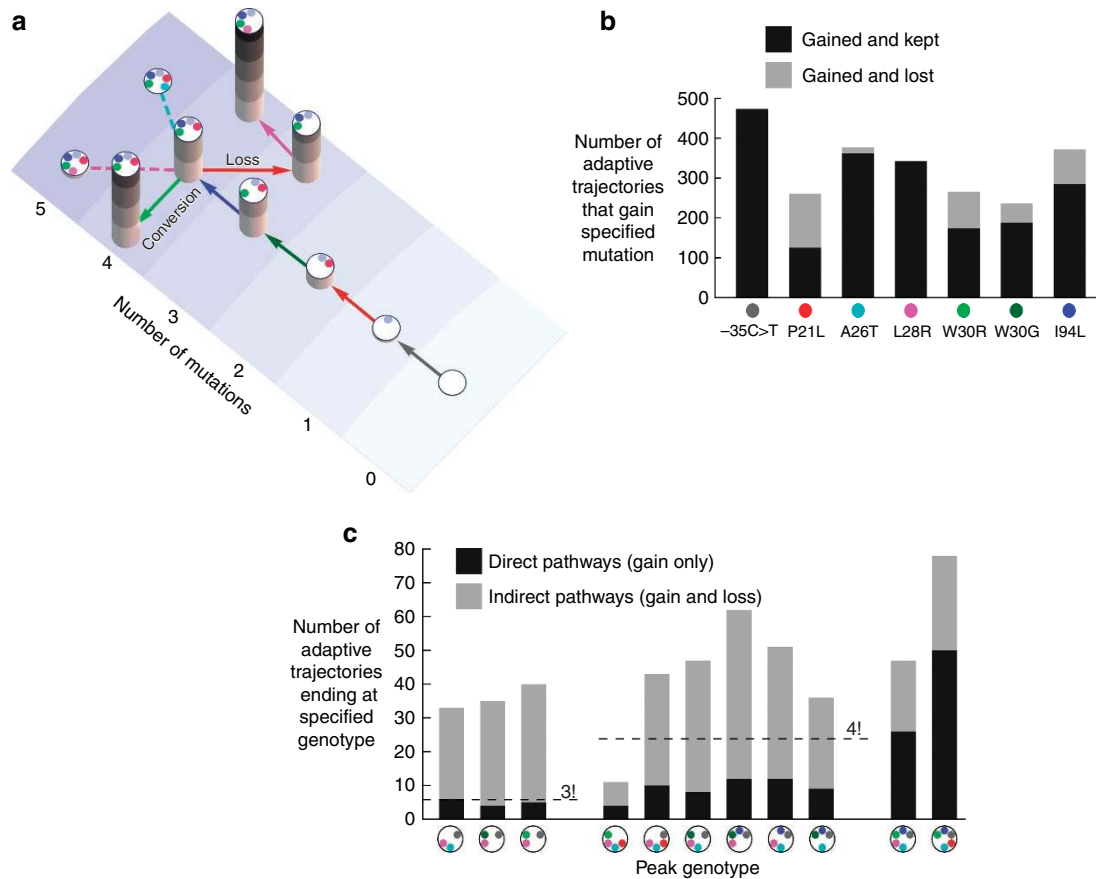 a
Loss
Conversion
5
4
3
2
1
0
Number of mutations
b
Gained and kept
Gained and lost
Number of
adaptive
trajectories
that gain
specified
mutation
500
400
300
200
100
0
–35C>T P21L A26T L28R W30R W30G I94L
c
Direct pathways (gain only)
Indirect pathways (gain and loss)
Number of
adaptive
trajectories
ending at
specified
genotype
80
70
60
50
40
30
20
10
0
3!
4!
Peak genotype